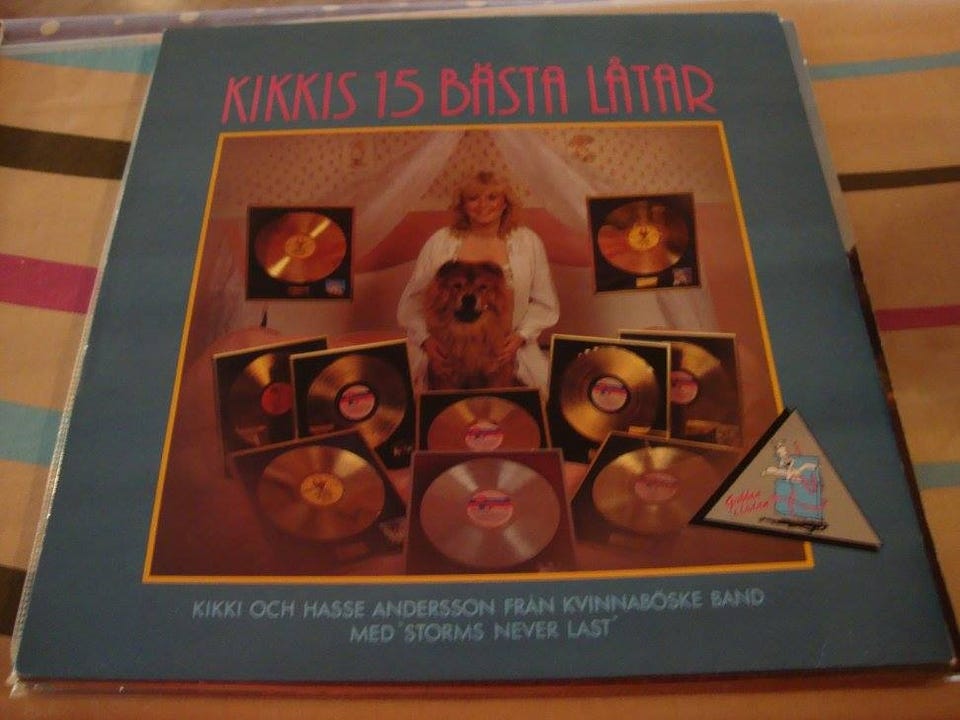 KIKKIS 15 BÄSTA LÅTAR
KIKKI OCH HASSE ANDERSSON FRÅN KVINNABÖSKE BAND
MED "STORMS NEVER LAST"